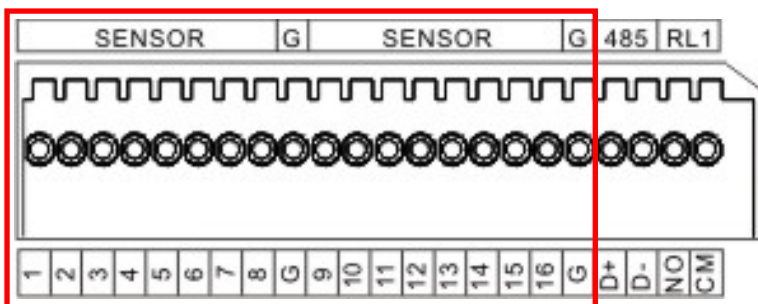 SENSOR G SENSOR G 485 RL1
1 2 3 4 5 6 7 8 G 9 10 11 12 13 14 15 16 G D+ D- NO CM